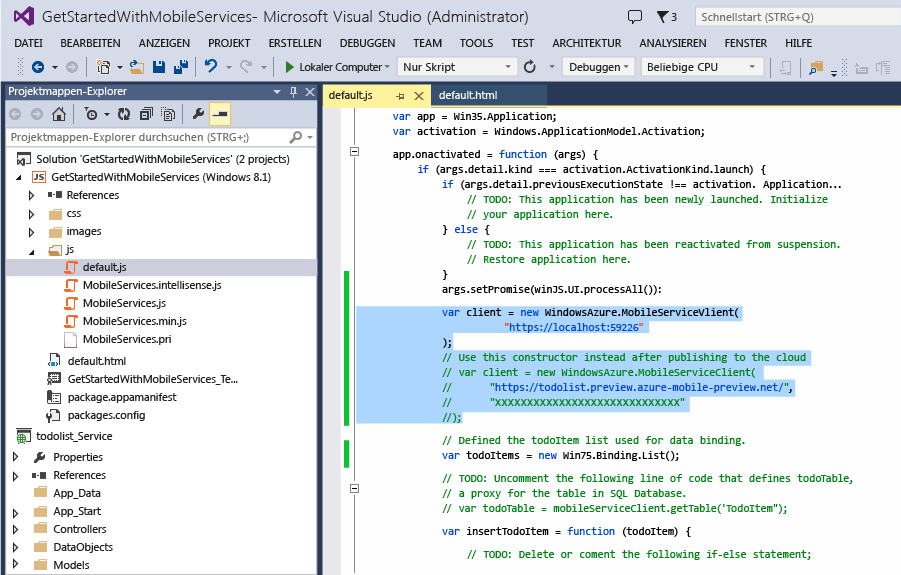 GetStartedWithMobileServices- Microsoft Visual Studio (Administrator)
3
Schnellstart (STRG+Q)
DATEI BEARBEITEN ANZEIGEN PROJEKT ERSTELLEN DEBUGGEN TEAM TOOLS TEST ARCHITEKTUR ANALYSIEREN FENSTER HILFE
Lokaler Computer Nur Skript Debuggen Beliebige CPU
Projektmappen-Explorer
Projektmappen-Explorer durchsuchen (STRG+;)
Solution 'GetStartedWithMobileServices' (2 projects)
JS GetStartedWithMobileServices (Windows 8.1)
References
css
images
js
default.js
MobileServices.intellisense.js
MobileServices.js
MobileServices.min.js
MobileServices.pri
default.html
GetStartedWithMobileServices_Te...
package.appamanifest
packages.config
todolist_Service
Properties
References
App_Data
App_Start
Controllers
DataObjects
Models
default.js default.html
var app = Win35.Application;
var activation = Windows.ApplicationModel.Activation;
app.onactivated = function (args) {
if (args.detail.kind === activation.ActivationKind.launch) {
if (args.detail.previousExecutionState !== activation. Application...
// TODO: This application has been newly launched. Initialize
// your application here.
} else {
// TODO: This application has been reactivated from suspension.
// Restore application here.
}
args.setPromise(winJS.UI.processAll()):
var client = new WindowsAzure.MobileServiceVlient(
"https://localhost:59226"
);
// Use this constructor instead after publishing to the cloud
// var client = new WindowsAzure.MobileServiceClient(
// "https://todolist.preview.azure-mobile-preview.net/",
// "XXXXXXXXXXXXXXXXXXXXXXXXXXXXX"
//);
// Defined the todoItem list used for data binding.
var todoItems = new Win75.Binding.List();
// TODO: Uncomment the following line of code that defines todoTable,
// a proxy for the table in SQL Database.
// var todoTable = mobileServiceClient.getTable('TodoItem");
var insertTodoItem = function (todoItem) {
// TODO: Delete or coment the following if-else statement;